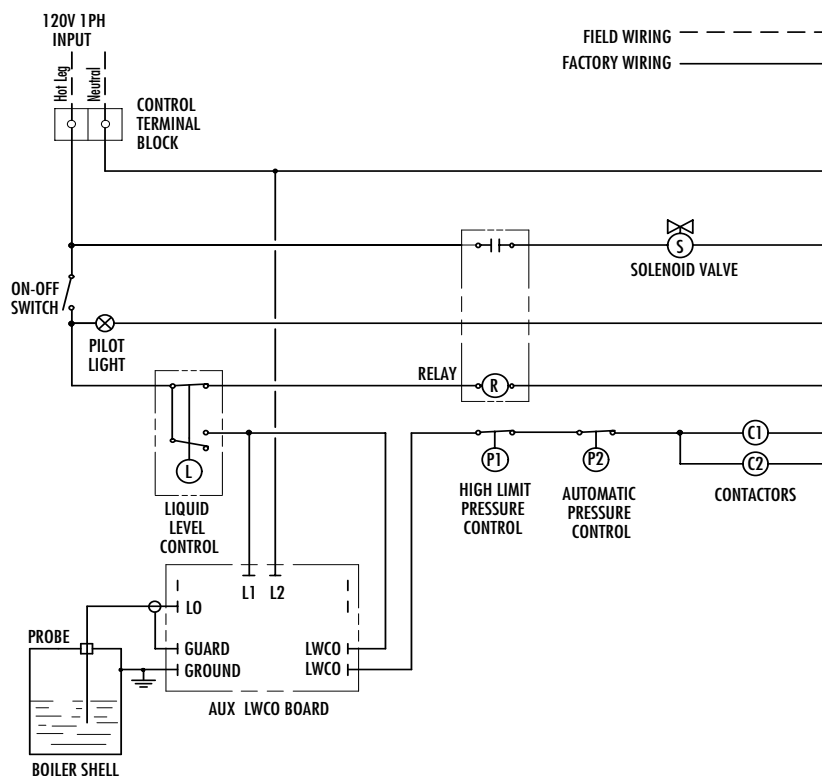 120V 1PH
INPUT
FIELD WIRING
FACTORY WIRING
Hot Leg
Neutral
CONTROL
TERMINAL
BLOCK
S
SOLENOID VALVE
ON-OFF
SWITCH
PILOT
LIGHT
RELAY
R
L
LIQUID
LEVEL
CONTROL
P1
HIGH LIMIT
PRESSURE
CONTROL
P2
AUTOMATIC
PRESSURE
CONTROL
C1
C2
CONTACTORS
L1
L2
LO
PROBE
GUARD
GROUND
LWCO
LWCO
AUX LWCO BOARD
BOILER SHELL